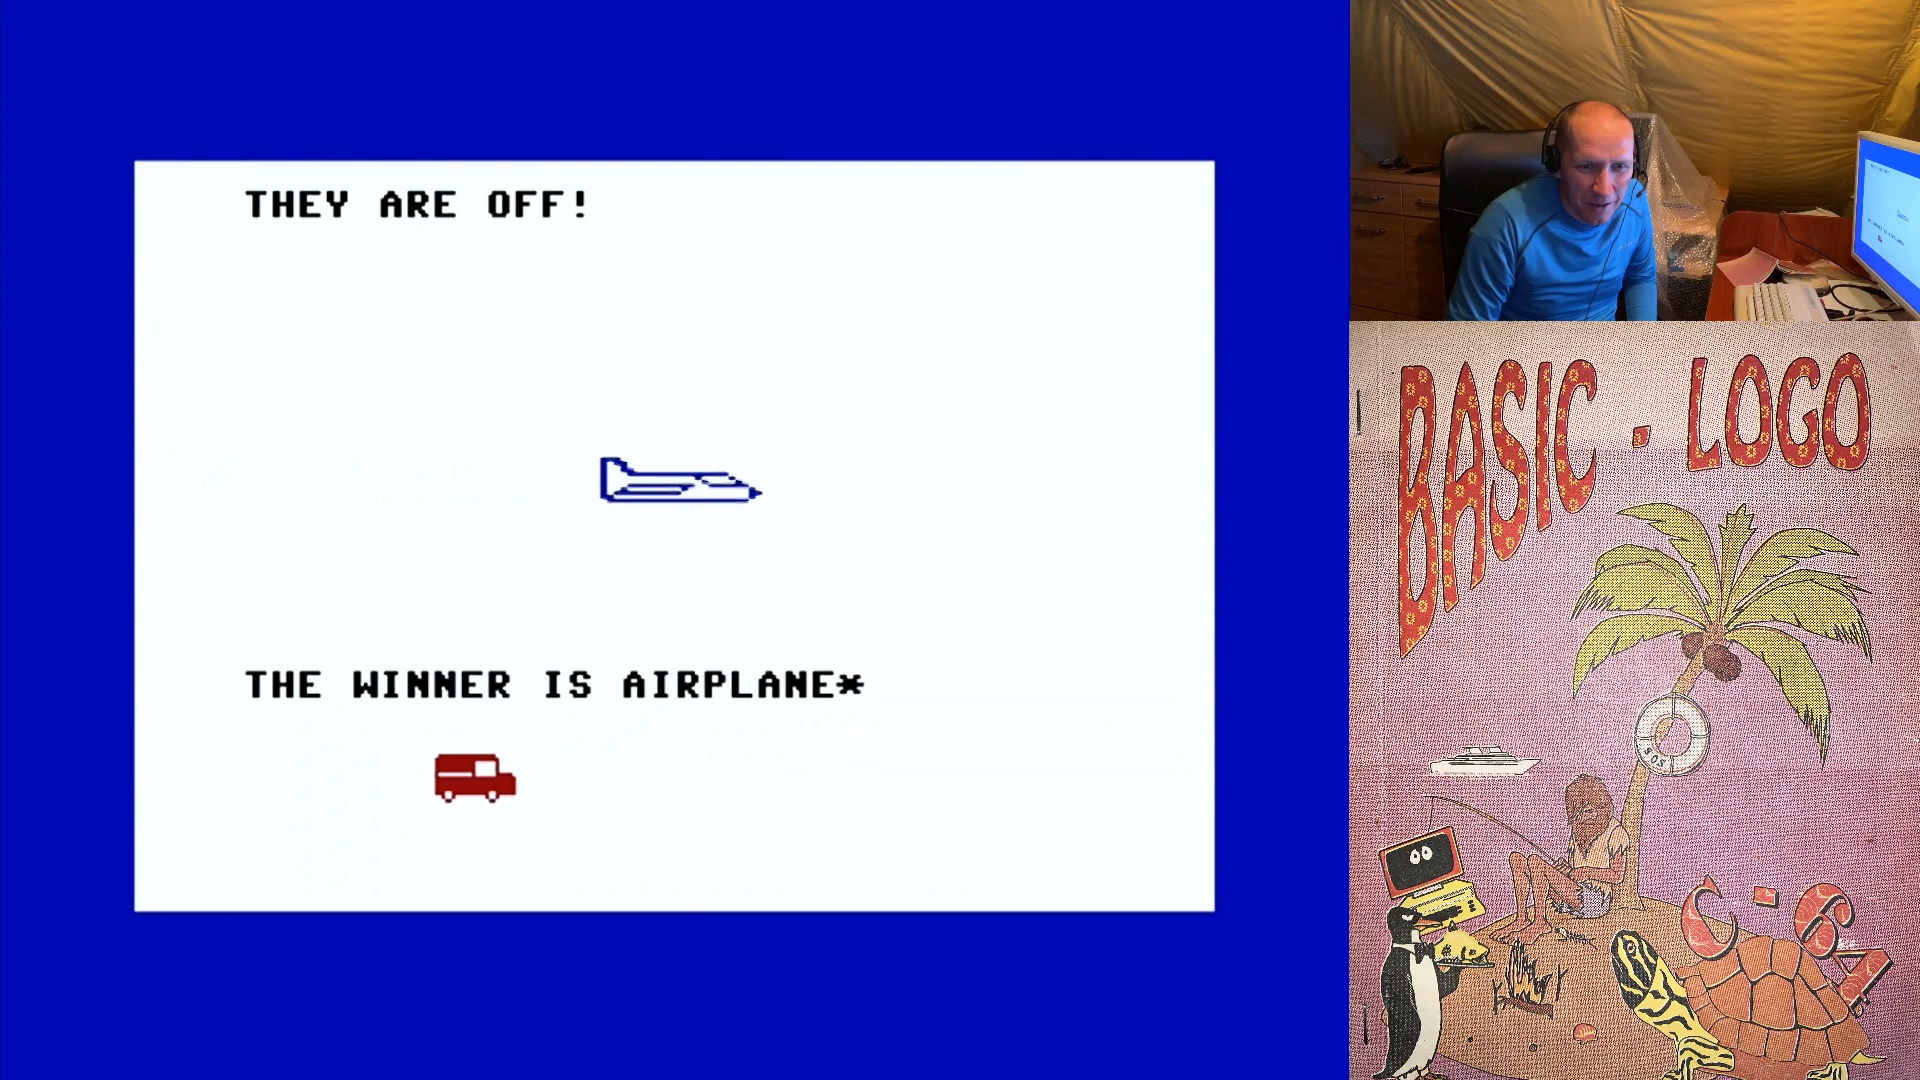 THEY ARE OFF!
THE WINNER IS AIRPLANE*
BASIC - LOGO
SOS
C-64